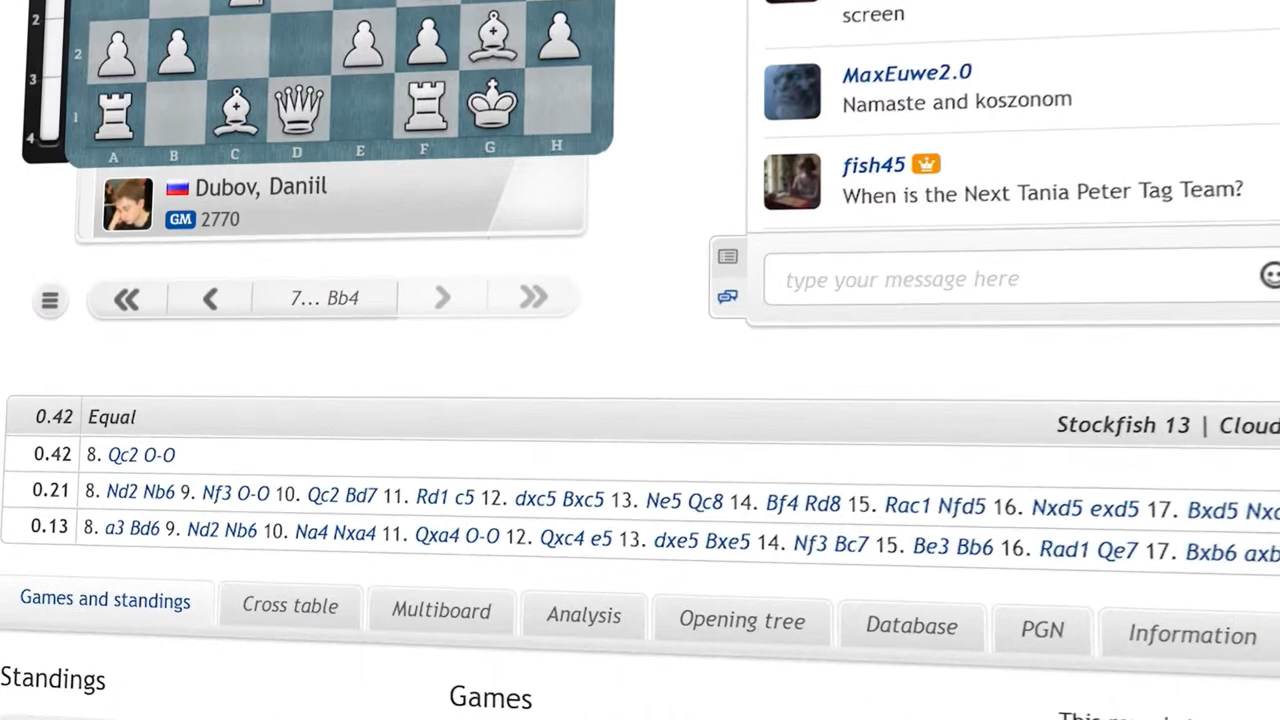 screen
MaxEuwe2.0
Namaste and koszonom
fish45
When is the Next Tania Peter Tag Team?
type your message here
2
3
4
2
1
A B C D E F G H
Dubov, Daniil
GM 2770
7... Bb4
0.42 Equal Stockfish 13 | Cloud
0.42 8. Qc2 O-O
0.21 8. Nd2 Nb6 9. Nf3 O-O 10. Qc2 Bd7 11. Rd1 c5 12. dxc5 Bxc5 13. Ne5 Qc8 14. Bf4 Rd8 15. Rac1 Nfd5 16. Nxd5 exd5 17. Bxd5 Nxd
0.13 8. a3 Bd6 9. Nd2 Nb6 10. Na4 Nxa4 11. Qxa4 O-O 12. Qxc4 e5 13. dxe5 Bxe5 14. Nf3 Bc7 15. Be3 Bb6 16. Rad1 Qe7 17. Bxb6 axb
Games and standings Cross table Multiboard Analysis Opening tree Database PGN Information
Standings
Games